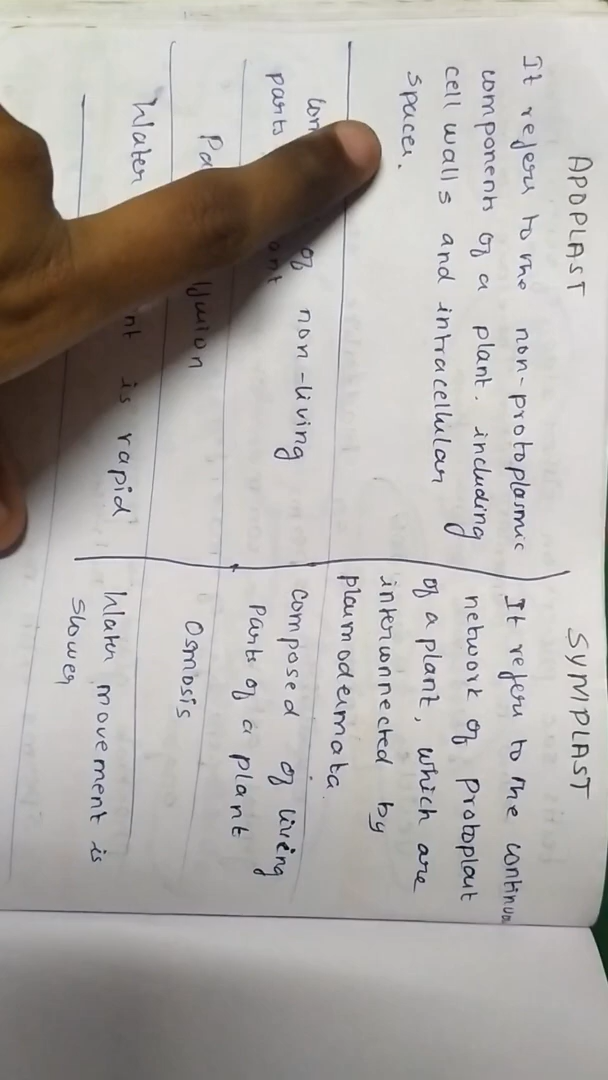 APOPLAST
It refers to the non-protoplasmic
components of a plant. including
cell walls and intracellular
spaces.
of non-living
parts
is rapid
Water
SYMPLAST
It refers to the continuo
network of protoplast
of a plant, which are
interconnected by
plasmodesmata.
composed of living
parts of a plant
Osmosis
Water movement is
slower